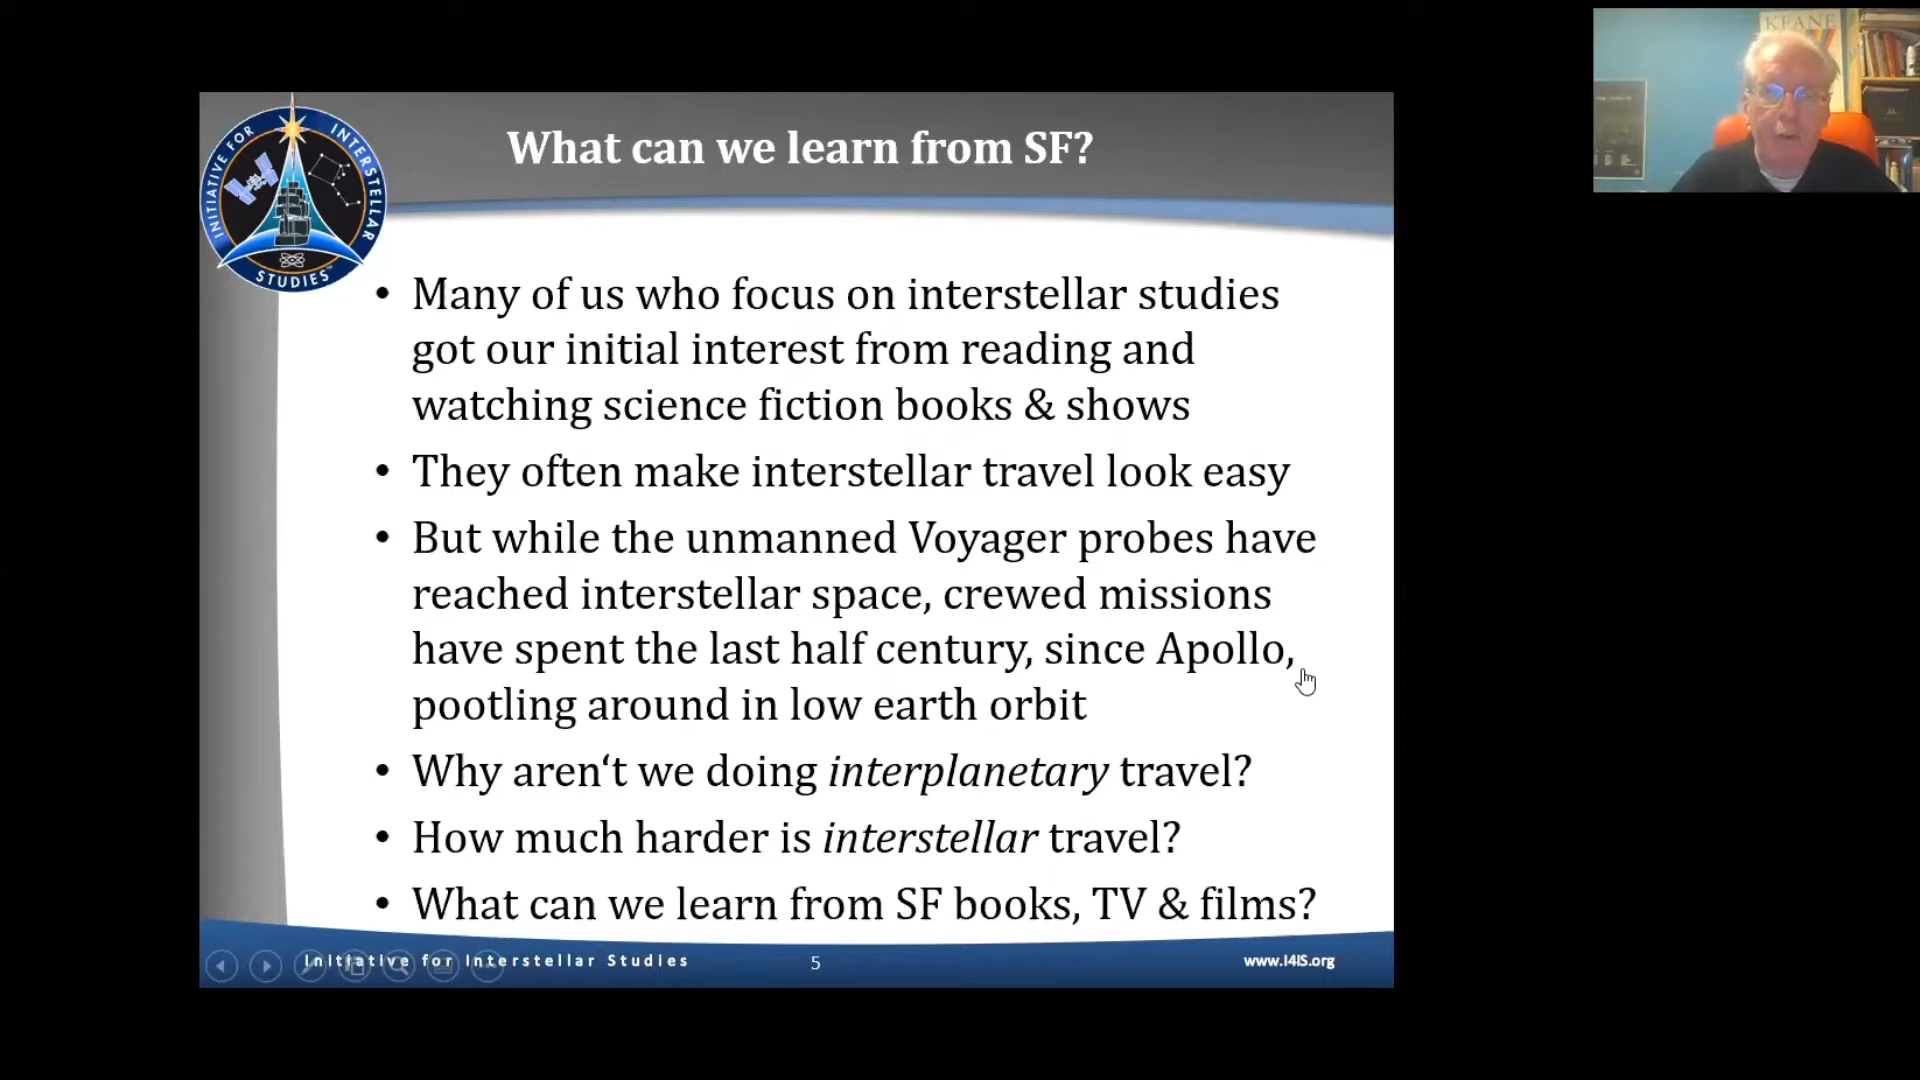 KEANE
INITIATIVE FOR INTERSTELLAR
STUDIES™
What can we learn from SF?
• Many of us who focus on interstellar studies
got our initial interest from reading and
watching science fiction books & shows
• They often make interstellar travel look easy
• But while the unmanned Voyager probes have
reached interstellar space, crewed missions
have spent the last half century, since Apollo,
pootling around in low earth orbit
• Why aren‘t we doing interplanetary travel?
• How much harder is interstellar travel?
• What can we learn from SF books, TV & films?
Initiative for Interstellar Studies
5
www.I4IS.org